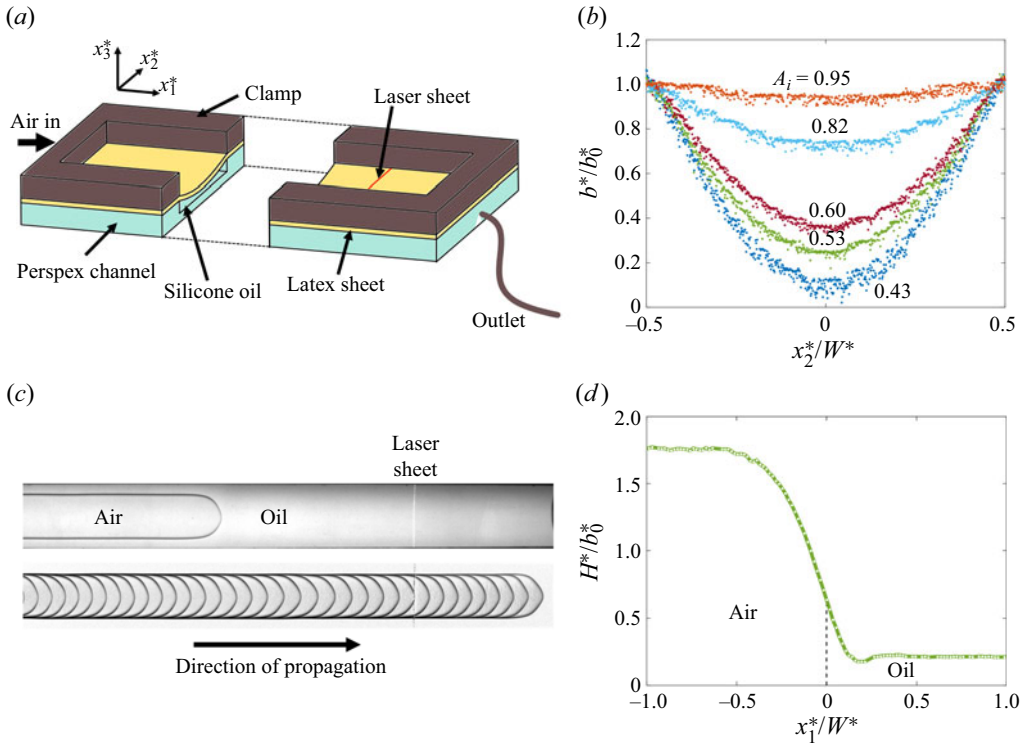 (a)
x₃*
x₂*
x₁*
Clamp
Laser sheet
Air in
Perspex channel
Silicone oil
Latex sheet
Outlet
(b)
1.2
1.0
0.8
0.6
0.4
0.2
0
b*/b₀*
Aᵢ = 0.95
0.82
0.60
0.53
0.43
–0.5
0
0.5
x₂*/W*
(c)
Laser
sheet
Air
Oil
Direction of propagation
(d)
2.0
1.5
1.0
0.5
0
H*/b₀*
Air
Oil
–1.0
–0.5
0
0.5
1.0
x₁*/W*